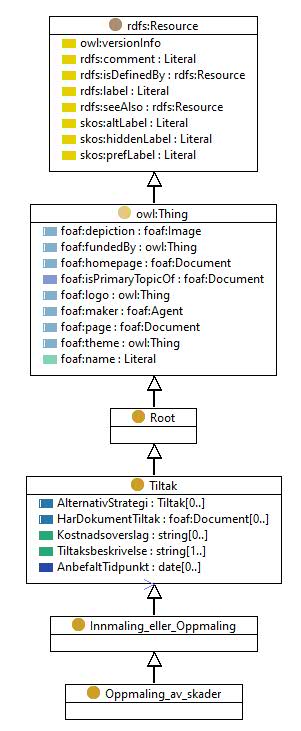 rdfs:Resource
owl:versionInfo
rdfs:comment : Literal
rdfs:isDefinedBy : rdfs:Resource
rdfs:label : Literal
rdfs:seeAlso : rdfs:Resource
skos:altLabel : Literal
skos:hiddenLabel : Literal
skos:prefLabel : Literal
owl:Thing
foaf:depiction : foaf:Image
foaf:fundedBy : owl:Thing
foaf:homepage : foaf:Document
foaf:isPrimaryTopicOf : foaf:Document
foaf:logo : owl:Thing
foaf:maker : foaf:Agent
foaf:page : foaf:Document
foaf:theme : owl:Thing
foaf:name : Literal
Root
Tiltak
AlternativStrategi : Tiltak[0..]
HarDokumentTiltak : foaf:Document[0..]
Kostnadsoverslag : string[0..]
Tiltaksbeskrivelse : string[1..]
AnbefaltTidpunkt : date[0..]
Innmaling_eller_Oppmaling
Oppmaling_av_skader